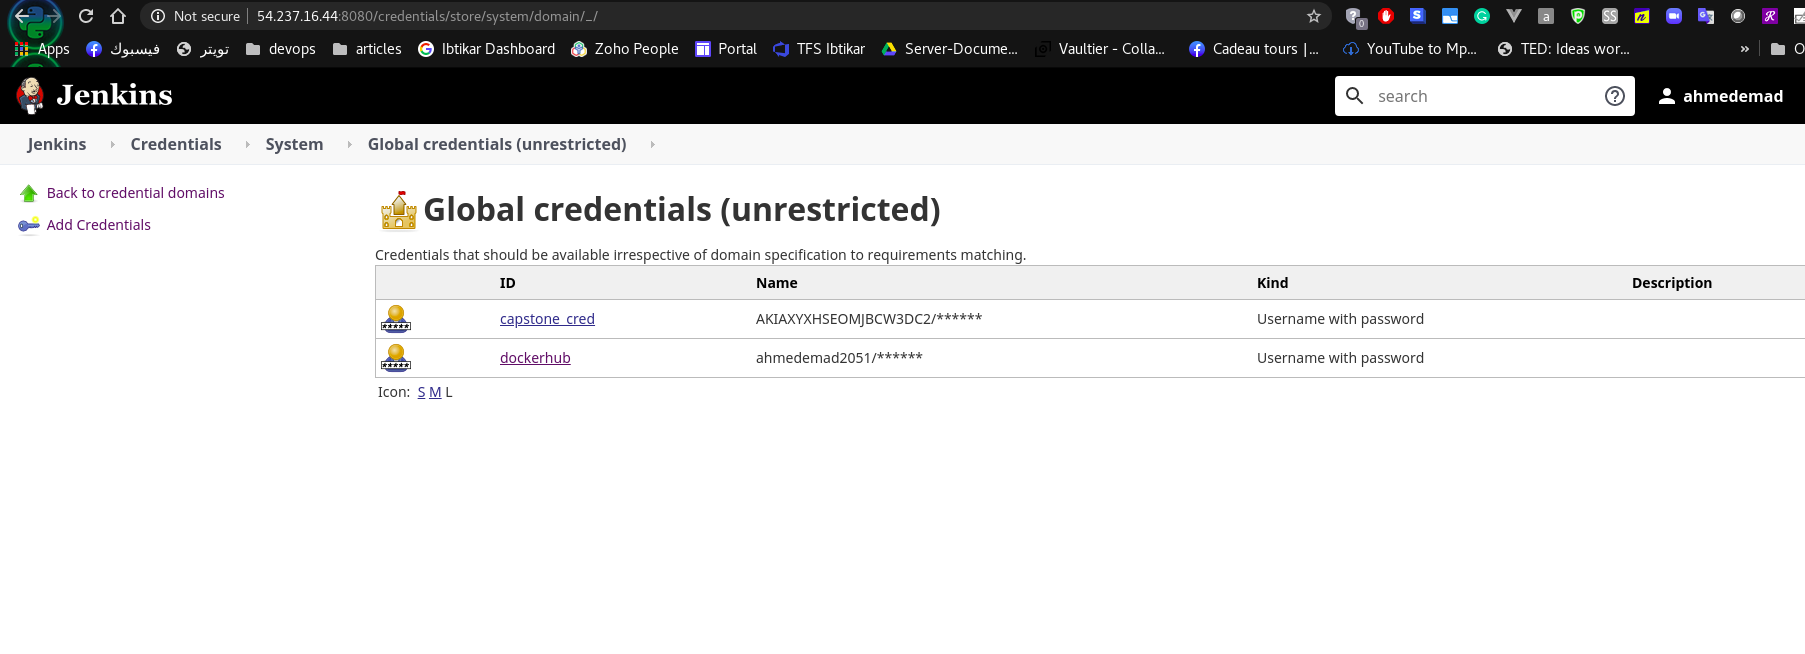 Not secure 54.237.16.44:8080/credentials/store/system/domain/_/
Apps فيسبوك تويتر devops articles Ibtikar Dashboard Zoho People Portal TFS Ibtikar Server-Docume... Vaultier - Colla... Cadeau tours |... YouTube to Mp... TED: Ideas wor... » O
Jenkins search ahmedemad
Jenkins Credentials System Global credentials (unrestricted)
Back to credential domains
Add Credentials
Global credentials (unrestricted)
Credentials that should be available irrespective of domain specification to requirements matching.
ID Name Kind Description
capstone_cred AKIAXYXHSEOMJBCW3DC2/****** Username with password
dockerhub ahmedemad2051/****** Username with password
Icon: S M L